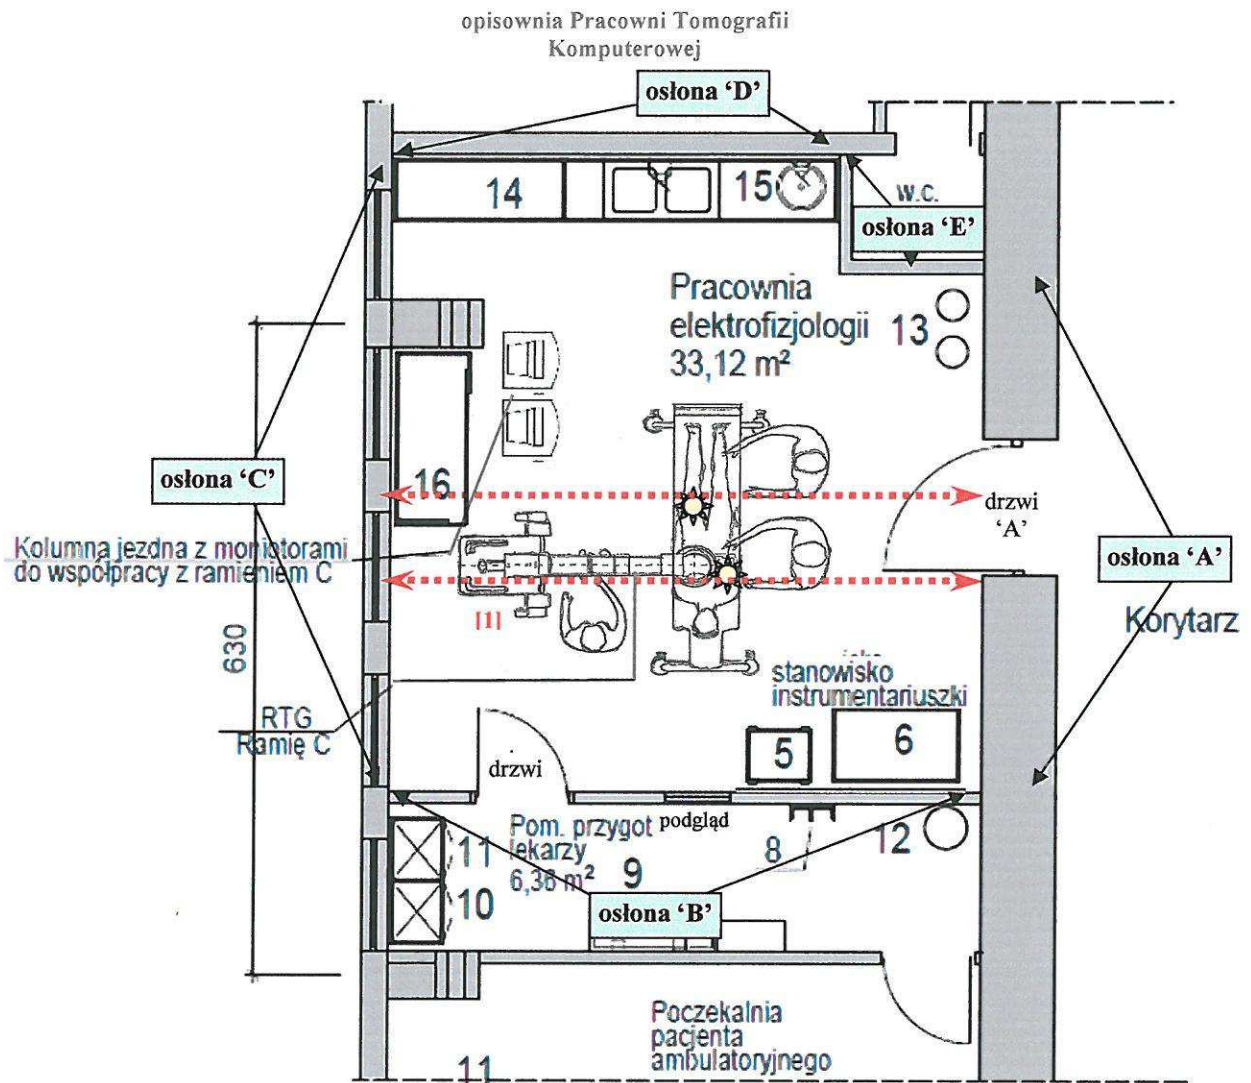 opisownia Pracowni Tomografii
Komputerowej
osłona ‘D’
14
15
w.c.
osłona ‘E’
Pracownia
elektrofizjologii
33,12 m²
13
osłona ‘C’
16
drzwi
‘A’
osłona ‘A’
Kolumna jezdna z moniotorami
do współpracy z ramieniem C
[1]
Korytarz
630
stanowisko
instrumentariuszki
RTG
Ramię C
5
6
drzwi
podgląd
Pom. przygot
lekarzy
6,36 m²
11
10
9
8
12
osłona ‘B’
Poczekalnia
pacjenta
ambulatoryjnego
11